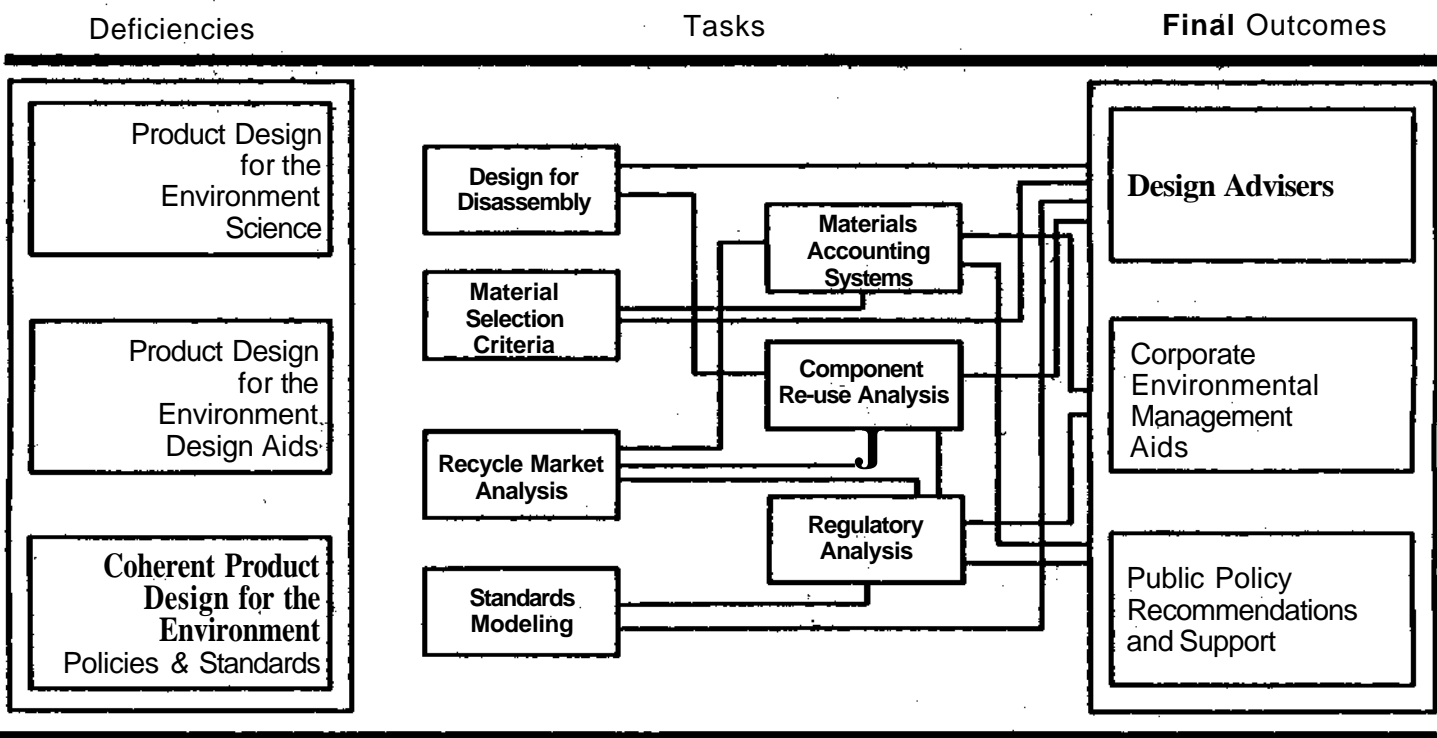 Deficiencies
Tasks
Final Outcomes
Product Design
for the
Environment
Science
Product Design
for the
Environment
Design Aids
Coherent Product
Design for the
Environment
Policies & Standards
Design for
Disassembly
Material
Selection
Criteria
Recycle Market
Analysis
Standards
Modeling
Materials
Accounting
Systems
Component
Re-use Analysis
Regulatory
Analysis
Design Advisers
Corporate
Environmental
Management
Aids
Public Policy
Recommendations
and Support